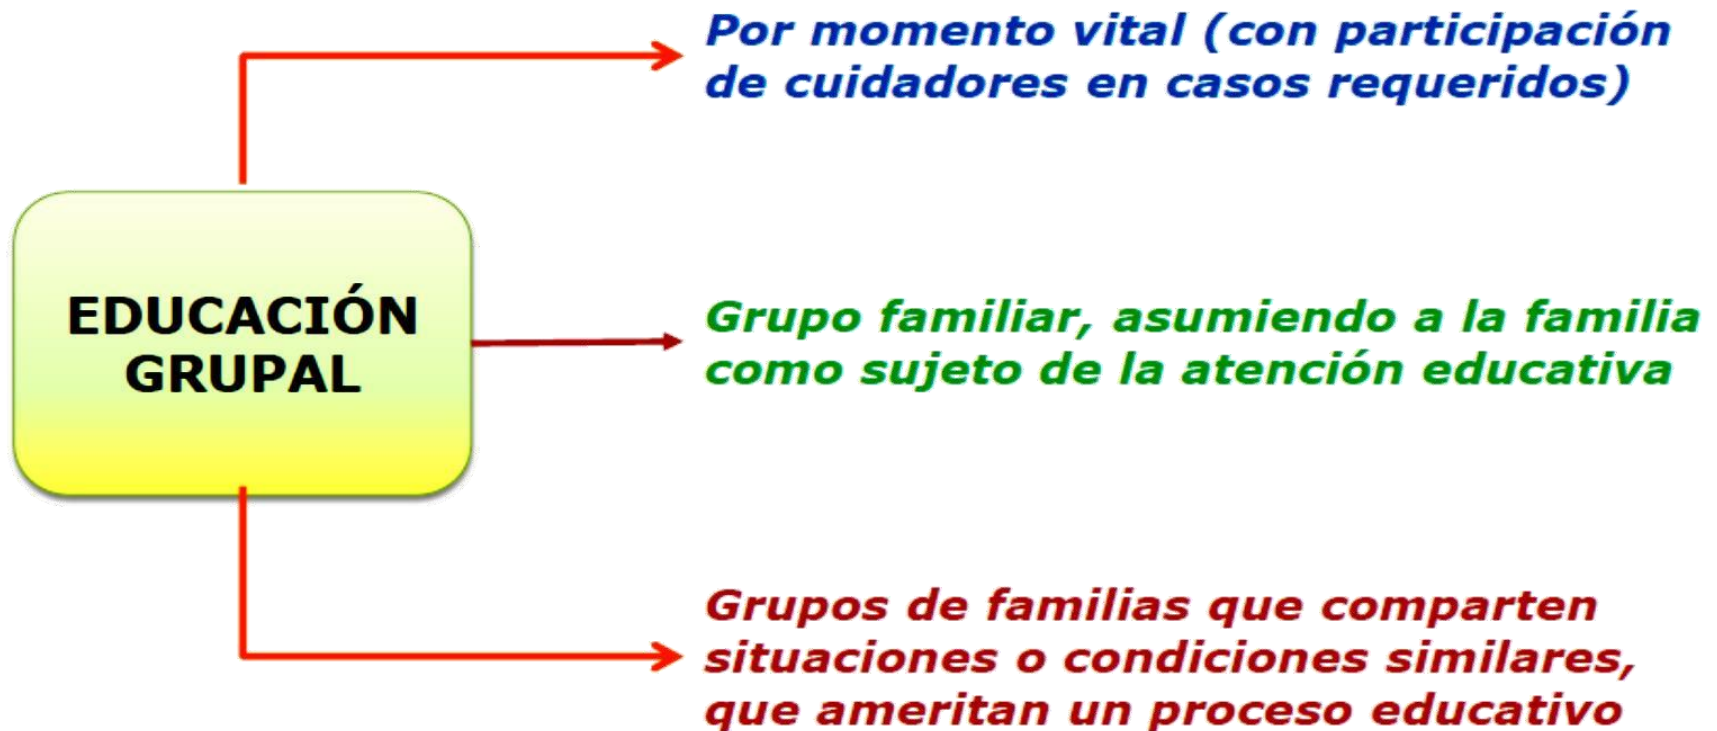 Por momento vital (con participación
de cuidadores en casos requeridos)
EDUCACIÓN
GRUPAL
Grupo familiar, asumiendo a la familia
como sujeto de la atención educativa
Grupos de familias que comparten
situaciones o condiciones similares,
que ameritan un proceso educativo